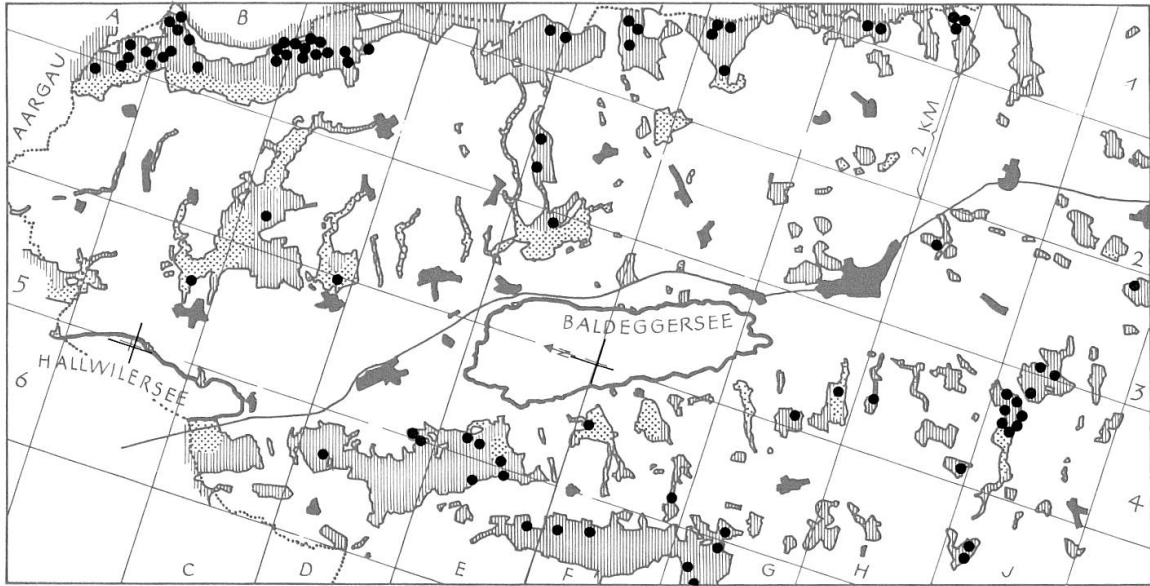 A B C D E F G H J
AARGAU
1
2 KM
2
5
BALDEGGERSEE
N
HALLWILERSEE
6
3
4
C D E F G H J